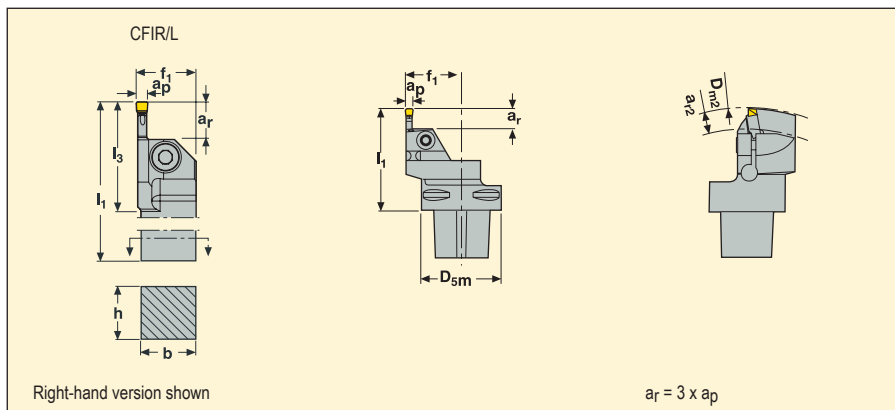 CFIR/L
f1
ap
ar
l3
l1
h
b
f1
ap
ar
l1
D5m
Dm2
ar2
Right-hand version shown
ar = 3 x ap